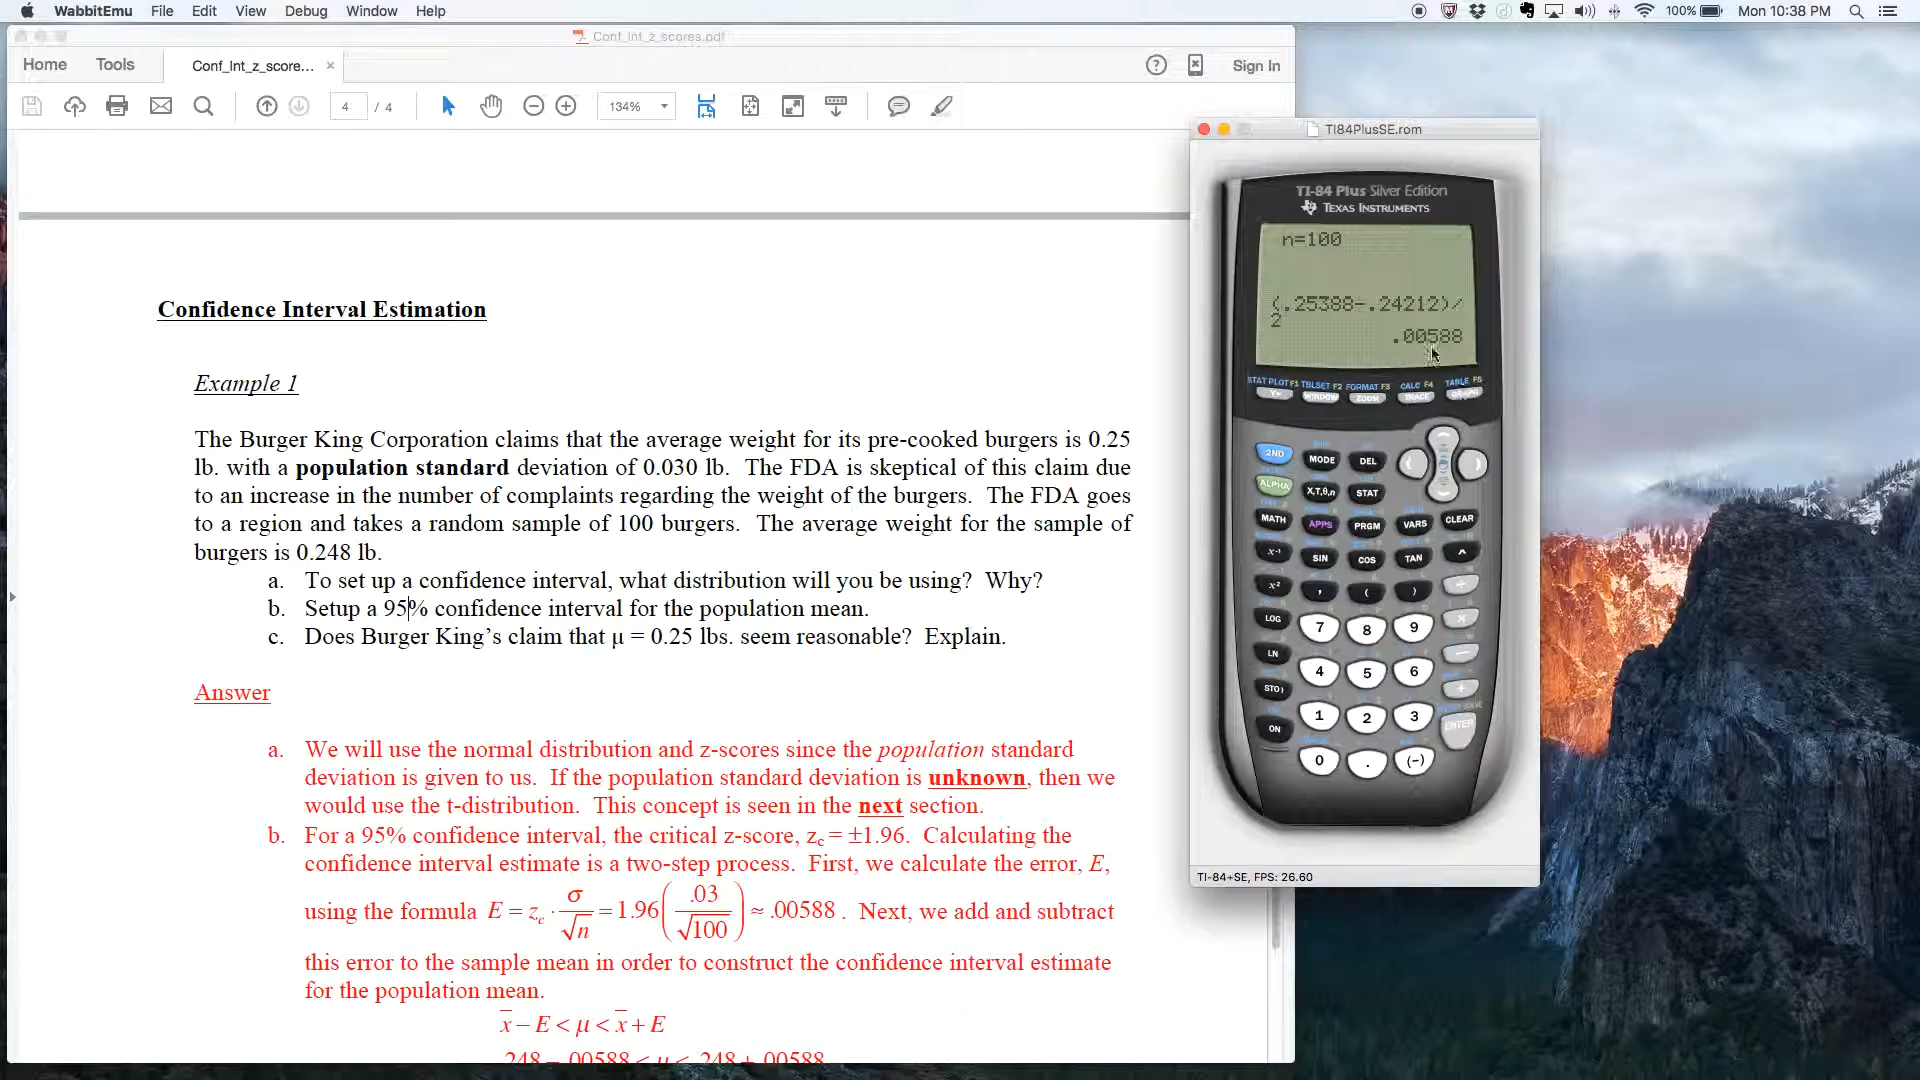 WabbitEmu File Edit View Debug Window Help
100% Mon 10:38 PM
Conf_Int_z_scores.pdf
Home Tools Conf_Int_z_score... × Sign In
4 / 4 134%
Confidence Interval Estimation
Example 1
The Burger King Corporation claims that the average weight for its pre-cooked burgers is 0.25
lb. with a population standard deviation of 0.030 lb. The FDA is skeptical of this claim due
to an increase in the number of complaints regarding the weight of the burgers. The FDA goes
to a region and takes a random sample of 100 burgers. The average weight for the sample of
burgers is 0.248 lb.
a. To set up a confidence interval, what distribution will you be using? Why?
b. Setup a 95% confidence interval for the population mean.
c. Does Burger King's claim that μ = 0.25 lbs. seem reasonable? Explain.
Answer
a. We will use the normal distribution and z-scores since the population standard
deviation is given to us. If the population standard deviation is unknown, then we
would use the t-distribution. This concept is seen in the next section.
b. For a 95% confidence interval, the critical z-score, zc = ±1.96. Calculating the
confidence interval estimate is a two-step process. First, we calculate the error, E,
using the formula E = zc · σ/√n = 1.96(.03/√100) ≈ .00588 . Next, we add and subtract
this error to the sample mean in order to construct the confidence interval estimate
for the population mean.
x̅ − E < μ < x̅ + E
.248 − .00588 < μ < .248 + .00588
TI84PlusSE.rom
TI-84 Plus Silver Edition
TEXAS INSTRUMENTS
n=100
(.25388-.24212)/
2
.00588
STAT PLOT F1 TBLSET F2 FORMAT F3 CALC F4 TABLE F5
Y= WINDOW ZOOM TRACE GRAPH
2ND MODE DEL
ALPHA X,T,θ,n STAT
MATH APPS PRGM VARS CLEAR
x⁻¹ SIN COS TAN ^
x² , ( ) ÷
LOG 7 8 9 ×
LN 4 5 6 −
STO⟩ 1 2 3 +
ON 0 . (-) ENTER
TI-84+SE, FPS: 26.60